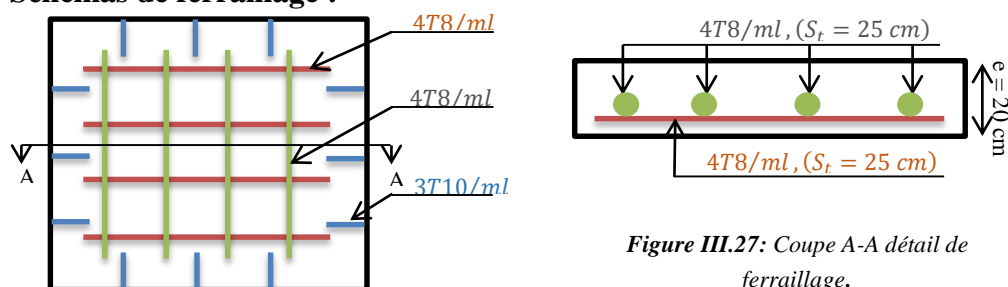 Schémas de ferraillage :
4T8/ml
4T8/ml
A
A
3T10/ml
4T8/ml, (Sₜ = 25 cm)
e = 20 cm
4T8/ml, (Sₜ = 25 cm)
Figure III.27: Coupe A-A détail de
ferraillage.